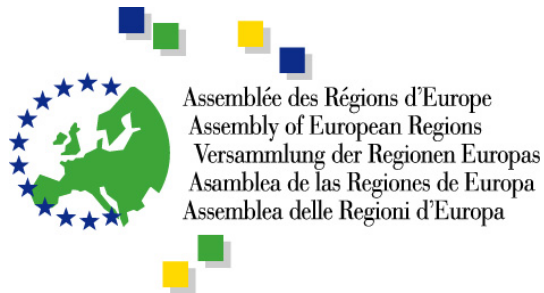 Assemblée des Régions d'Europe
Assembly of European Regions
Versammlung der Regionen Europas
Asamblea de las Regiones de Europa
Assemblea delle Regioni d'Europa